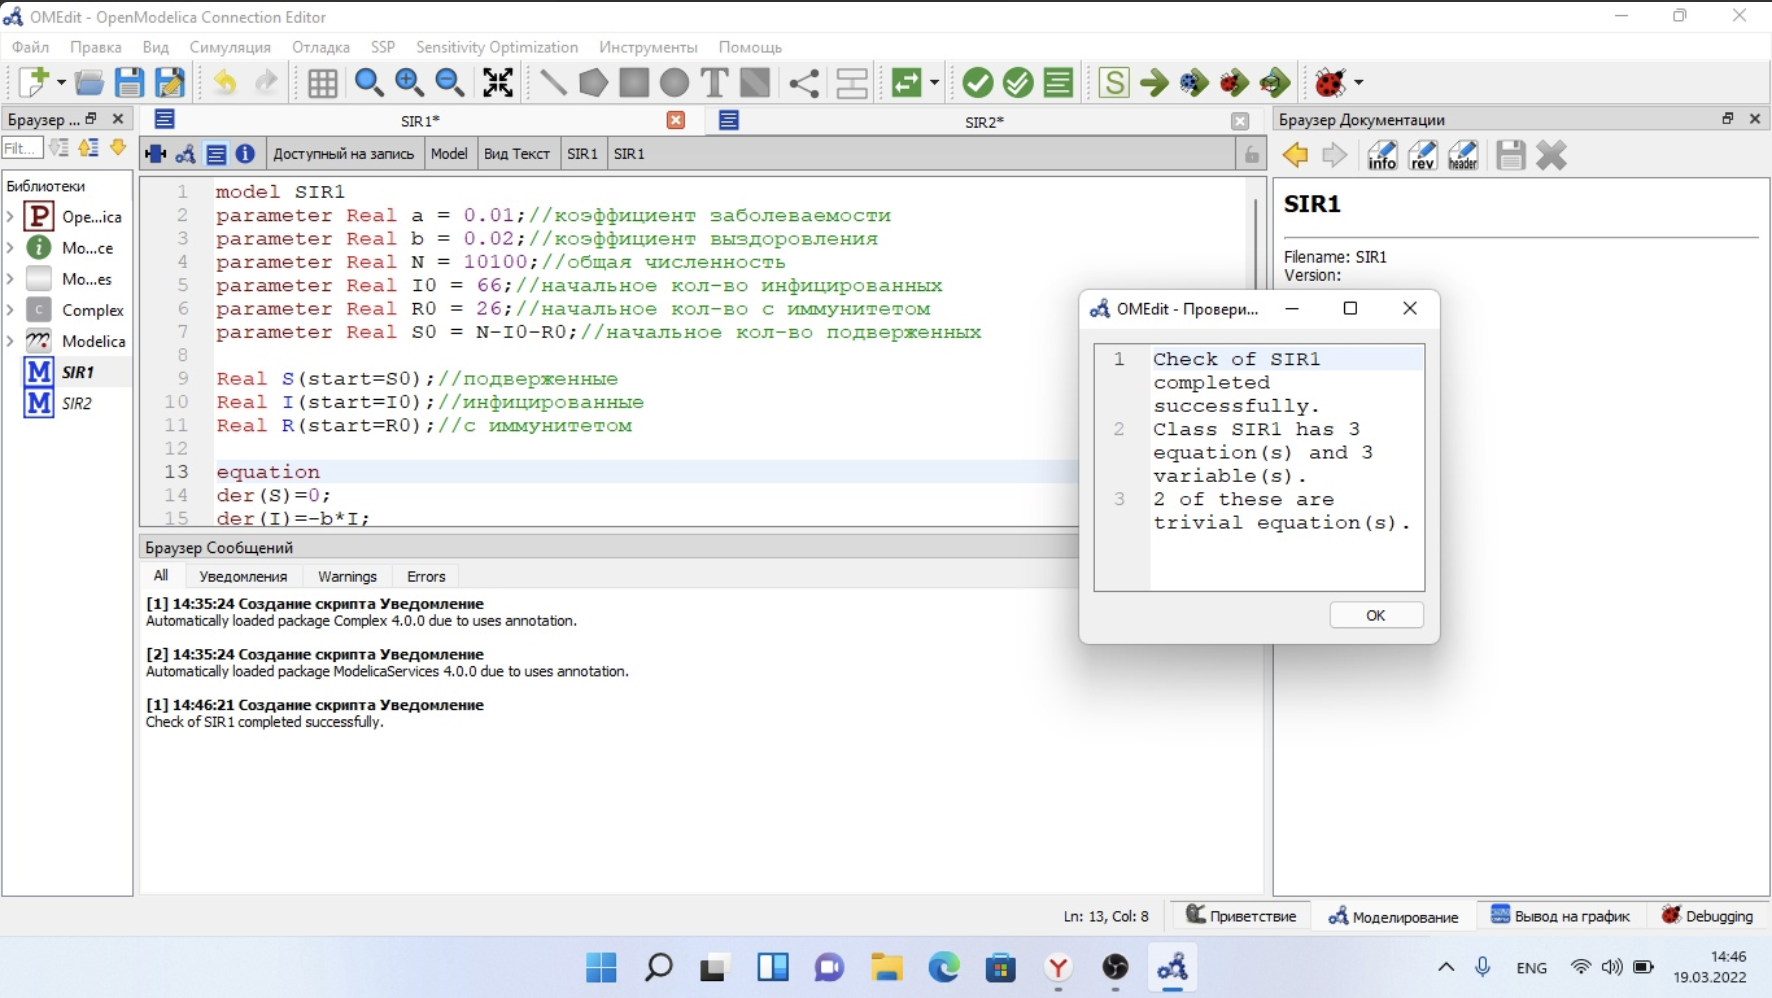 OMEdit - OpenModelica Connection Editor
Файл Правка Вид Симуляция Отладка SSP Sensitivity Optimization Инструменты Помощь
Браузер ...
SIR1*
SIR2*
Браузер Документации
Filt...
Доступный на запись Model Вид Текст SIR1 SIR1
info rev header
Библиотеки
Ope...ica
Mo...ce
Mo...es
Complex
Modelica
SIR1
SIR2
1 model SIR1
2 parameter Real a = 0.01;//коэффициент заболеваемости
3 parameter Real b = 0.02;//коэффициент выздоровления
4 parameter Real N = 10100;//общая численность
5 parameter Real I0 = 66;//начальное кол-во инфицированных
6 parameter Real R0 = 26;//начальное кол-во с иммунитетом
7 parameter Real S0 = N-I0-R0;//начальное кол-во подверженных
8
9 Real S(start=S0);//подверженные
10 Real I(start=I0);//инфицированные
11 Real R(start=R0);//с иммунитетом
12
13 equation
14 der(S)=0;
15 der(I)=-b*I;
SIR1
Filename: SIR1
Version:
OMEdit - Провери...
1 Check of SIR1
completed
successfully.
2 Class SIR1 has 3
equation(s) and 3
variable(s).
3 2 of these are
trivial equation(s).
OK
Браузер Сообщений
All Уведомления Warnings Errors
[1] 14:35:24 Создание скрипта Уведомление
Automatically loaded package Complex 4.0.0 due to uses annotation.
[2] 14:35:24 Создание скрипта Уведомление
Automatically loaded package ModelicaServices 4.0.0 due to uses annotation.
[1] 14:46:21 Создание скрипта Уведомление
Check of SIR1 completed successfully.
Ln: 13, Col: 8 Приветствие Моделирование Вывод на график Debugging
ENG
14:46
19.03.2022